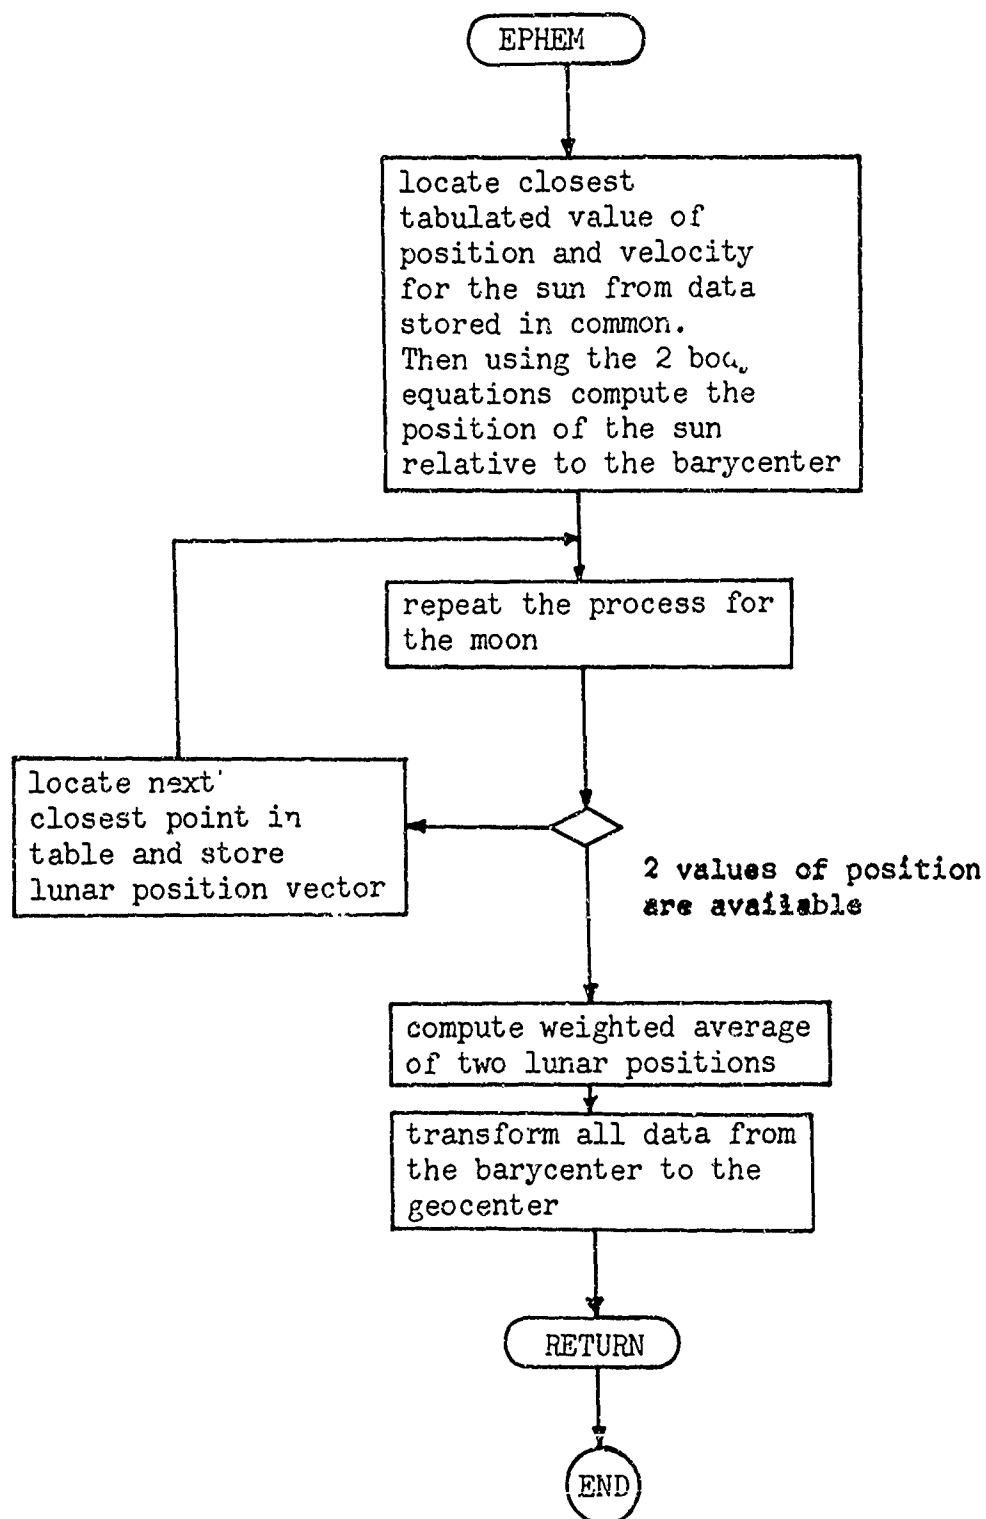 EPHEM
locate closest
tabulated value of
position and velocity
for the sun from data
stored in common.
Then using the 2
equations compute the
position of the sun
relative to the barycenter
repeat the process for
the moon
locate next
closest point in
table and store
lunar position vector
2 values of position
are available
compute weighted average
of two lunar positions
transform all data from
the barycenter to the
geocenter
RETURN
END